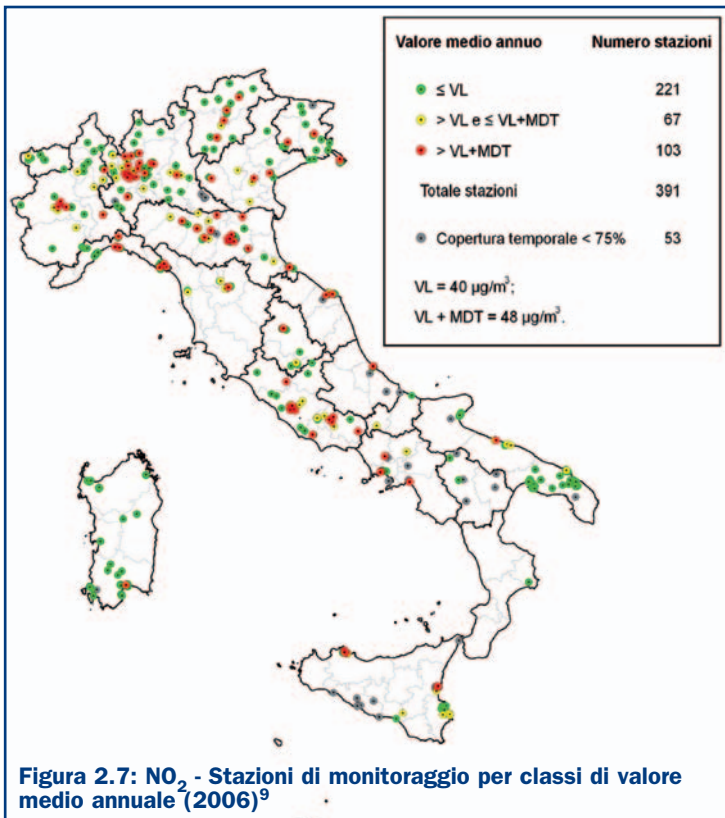 Valore medio annuo Numero stazioni
≤ VL 221
> VL e ≤ VL+MDT 67
> VL+MDT 103
Totale stazioni 391
Copertura temporale < 75% 53
VL = 40 µg/m³;
VL + MDT = 48 µg/m³.
Figura 2.7: NO₂ - Stazioni di monitoraggio per classi di valore
medio annuale (2006)⁹